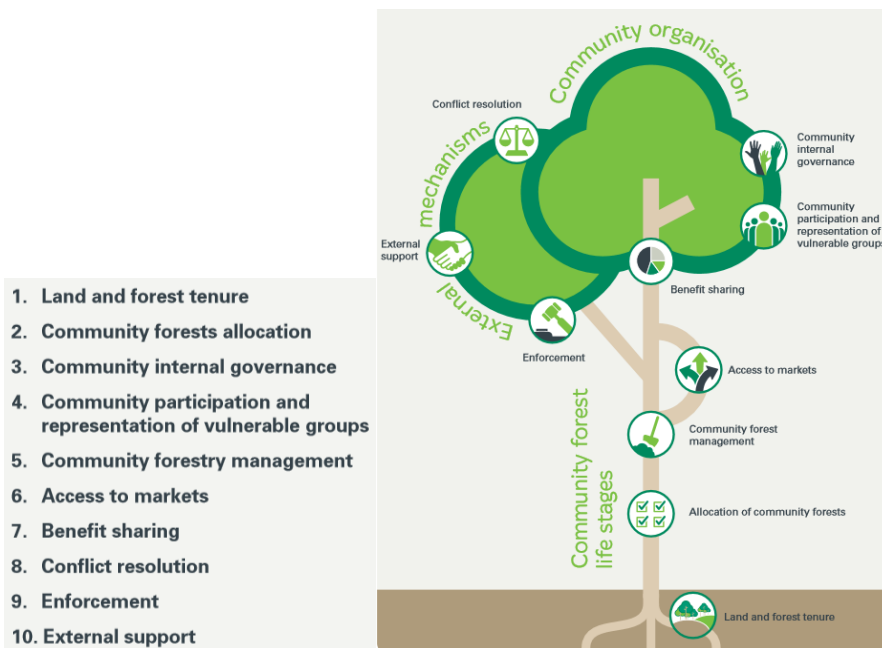 1. Land and forest tenure
2. Community forests allocation
3. Community internal governance
4. Community participation and
representation of vulnerable groups
5. Community forestry management
6. Access to markets
7. Benefit sharing
8. Conflict resolution
9. Enforcement
10. External support
Community organisation
External mechanisms
Conflict resolution
External
support
Enforcement
Community
internal
governance
Community
participation and
representation of
vulnerable groups
Benefit sharing
Access to markets
Community forest
management
Community forest
life stages
Allocation of community forests
Land and forest tenure